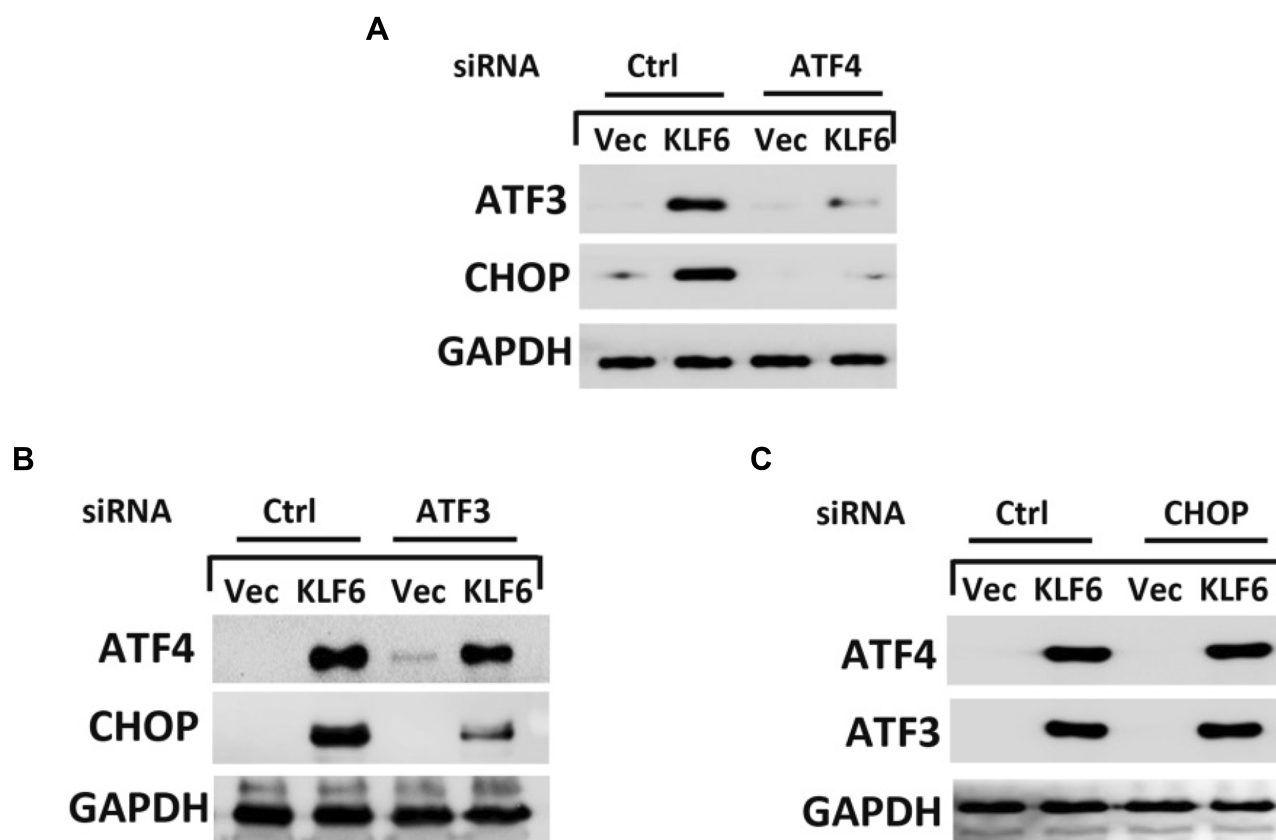 A
siRNA Ctrl ATF4
Vec KLF6 Vec KLF6
ATF3
CHOP
GAPDH
B
siRNA Ctrl ATF3
Vec KLF6 Vec KLF6
ATF4
CHOP
GAPDH
C
siRNA Ctrl CHOP
Vec KLF6 Vec KLF6
ATF4
ATF3
GAPDH